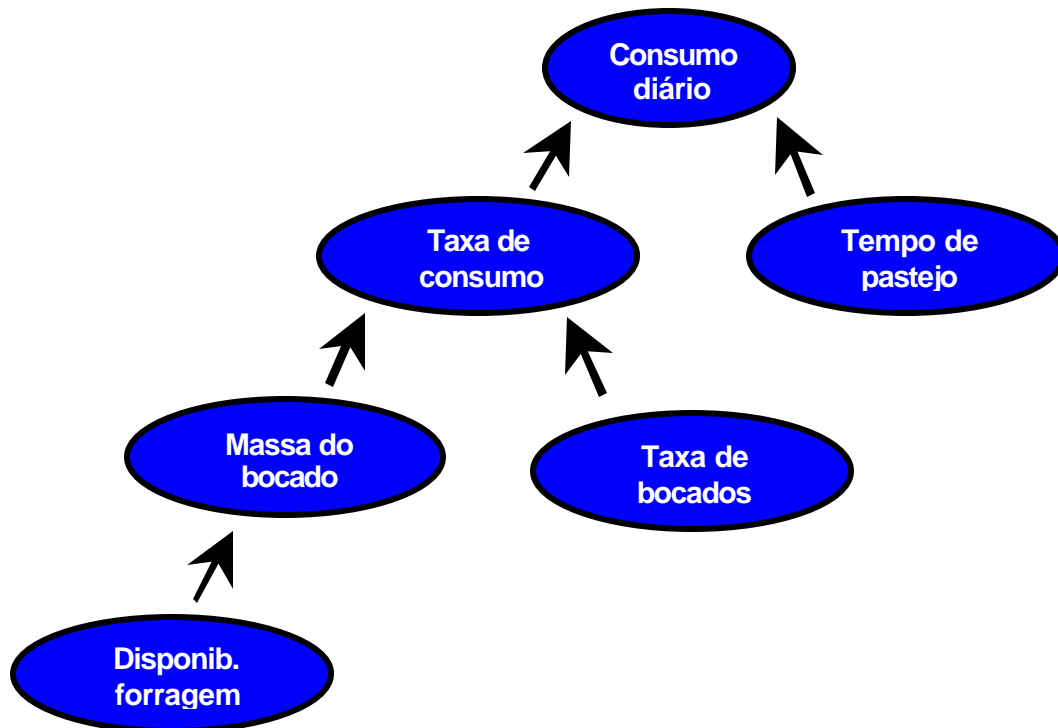 Consumo
diário
Taxa de
consumo
Tempo de
pastejo
Massa do
bocado
Taxa de
bocados
Disponib.
forragem